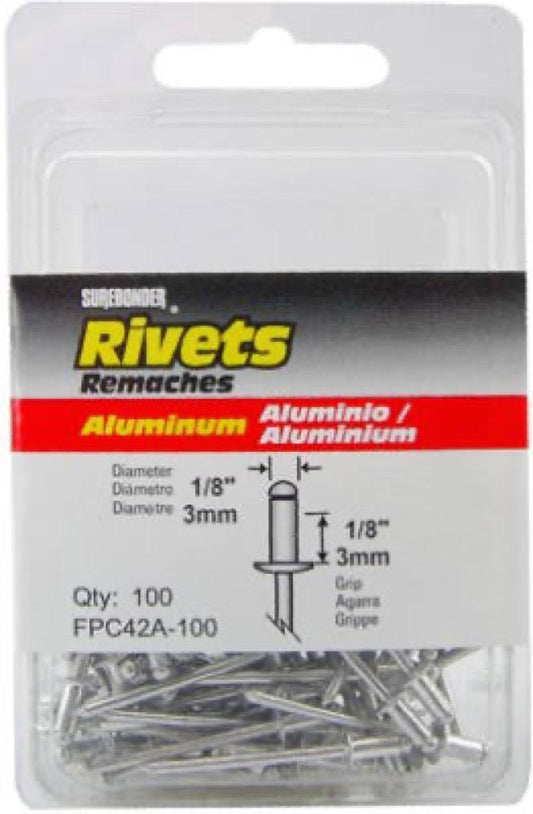 SUREBONDER®
Rivets
Remaches
Aluminum Aluminio /
Aluminium
Diameter
Diámetro
Diamètre
1/8"
3mm
1/8"
3mm
Grip
Agarra
Grippe
Qty: 100
FPC42A-100